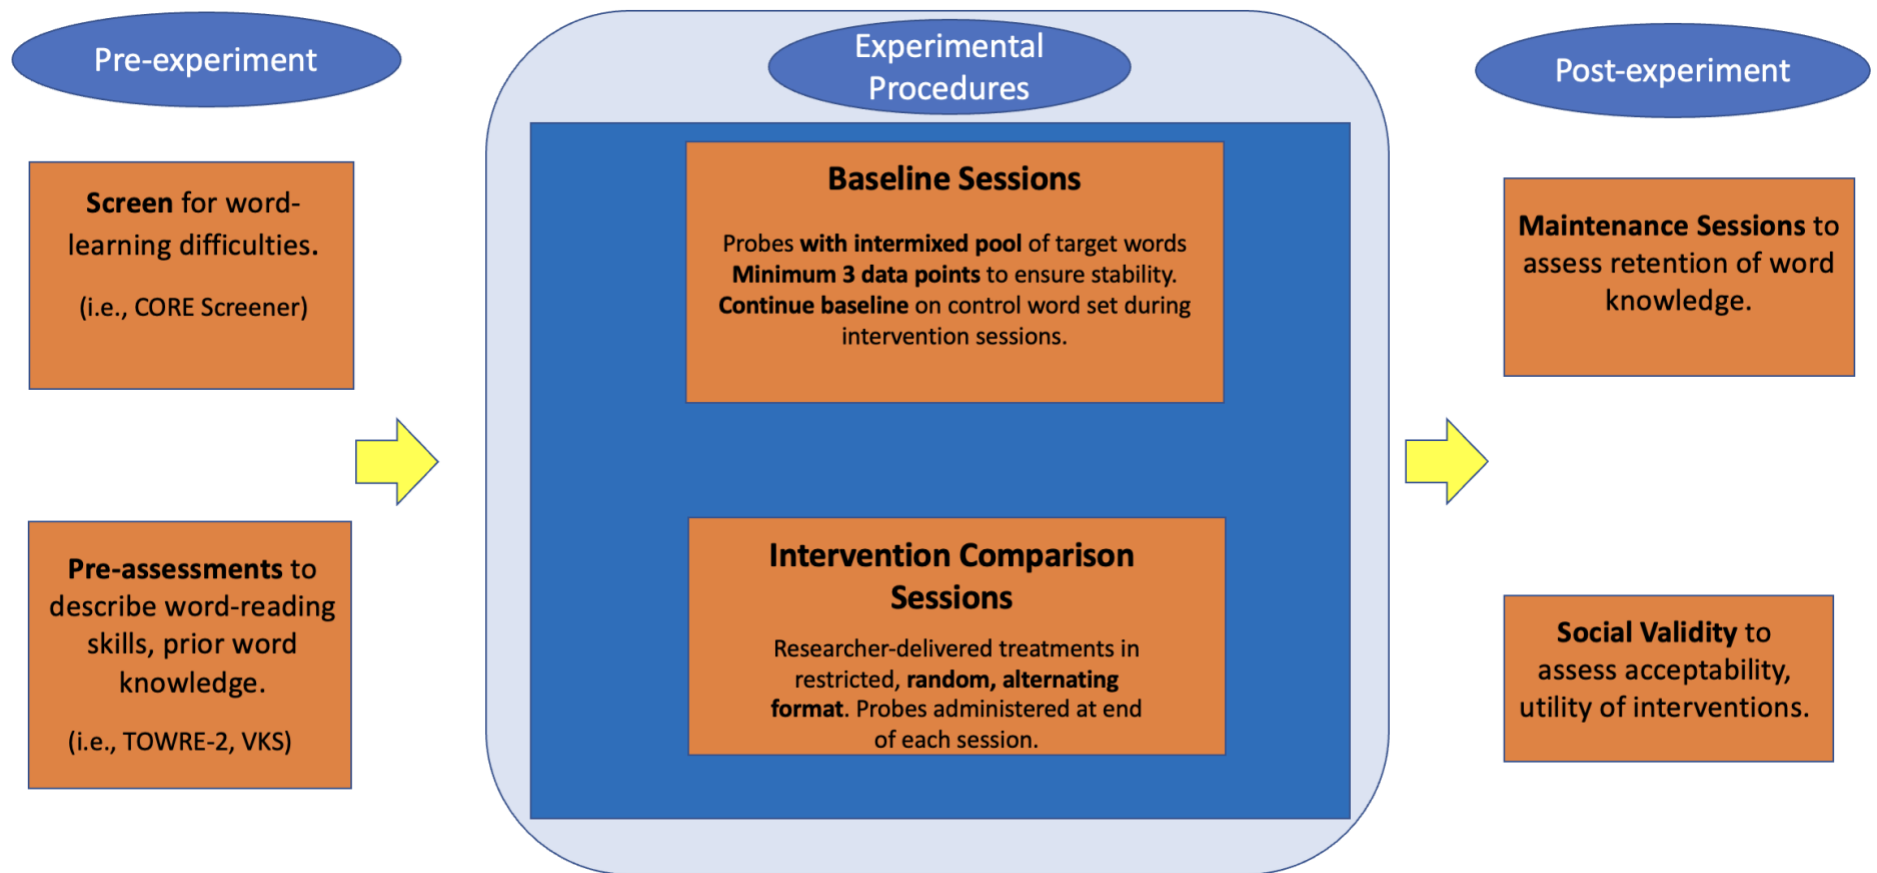 Pre-experiment
Screen for word-
learning difficulties.
(i.e., CORE Screener)
Pre-assessments to
describe word-reading
skills, prior word
knowledge.
(i.e., TOWRE-2, VKS)
Experimental
Procedures
Baseline Sessions
Probes with intermixed pool of target words
Minimum 3 data points to ensure stability.
Continue baseline on control word set during
intervention sessions.
Intervention Comparison
Sessions
Researcher-delivered treatments in
restricted, random, alternating
format. Probes administered at end
of each session.
Post-experiment
Maintenance Sessions to
assess retention of word
knowledge.
Social Validity to
assess acceptability,
utility of interventions.